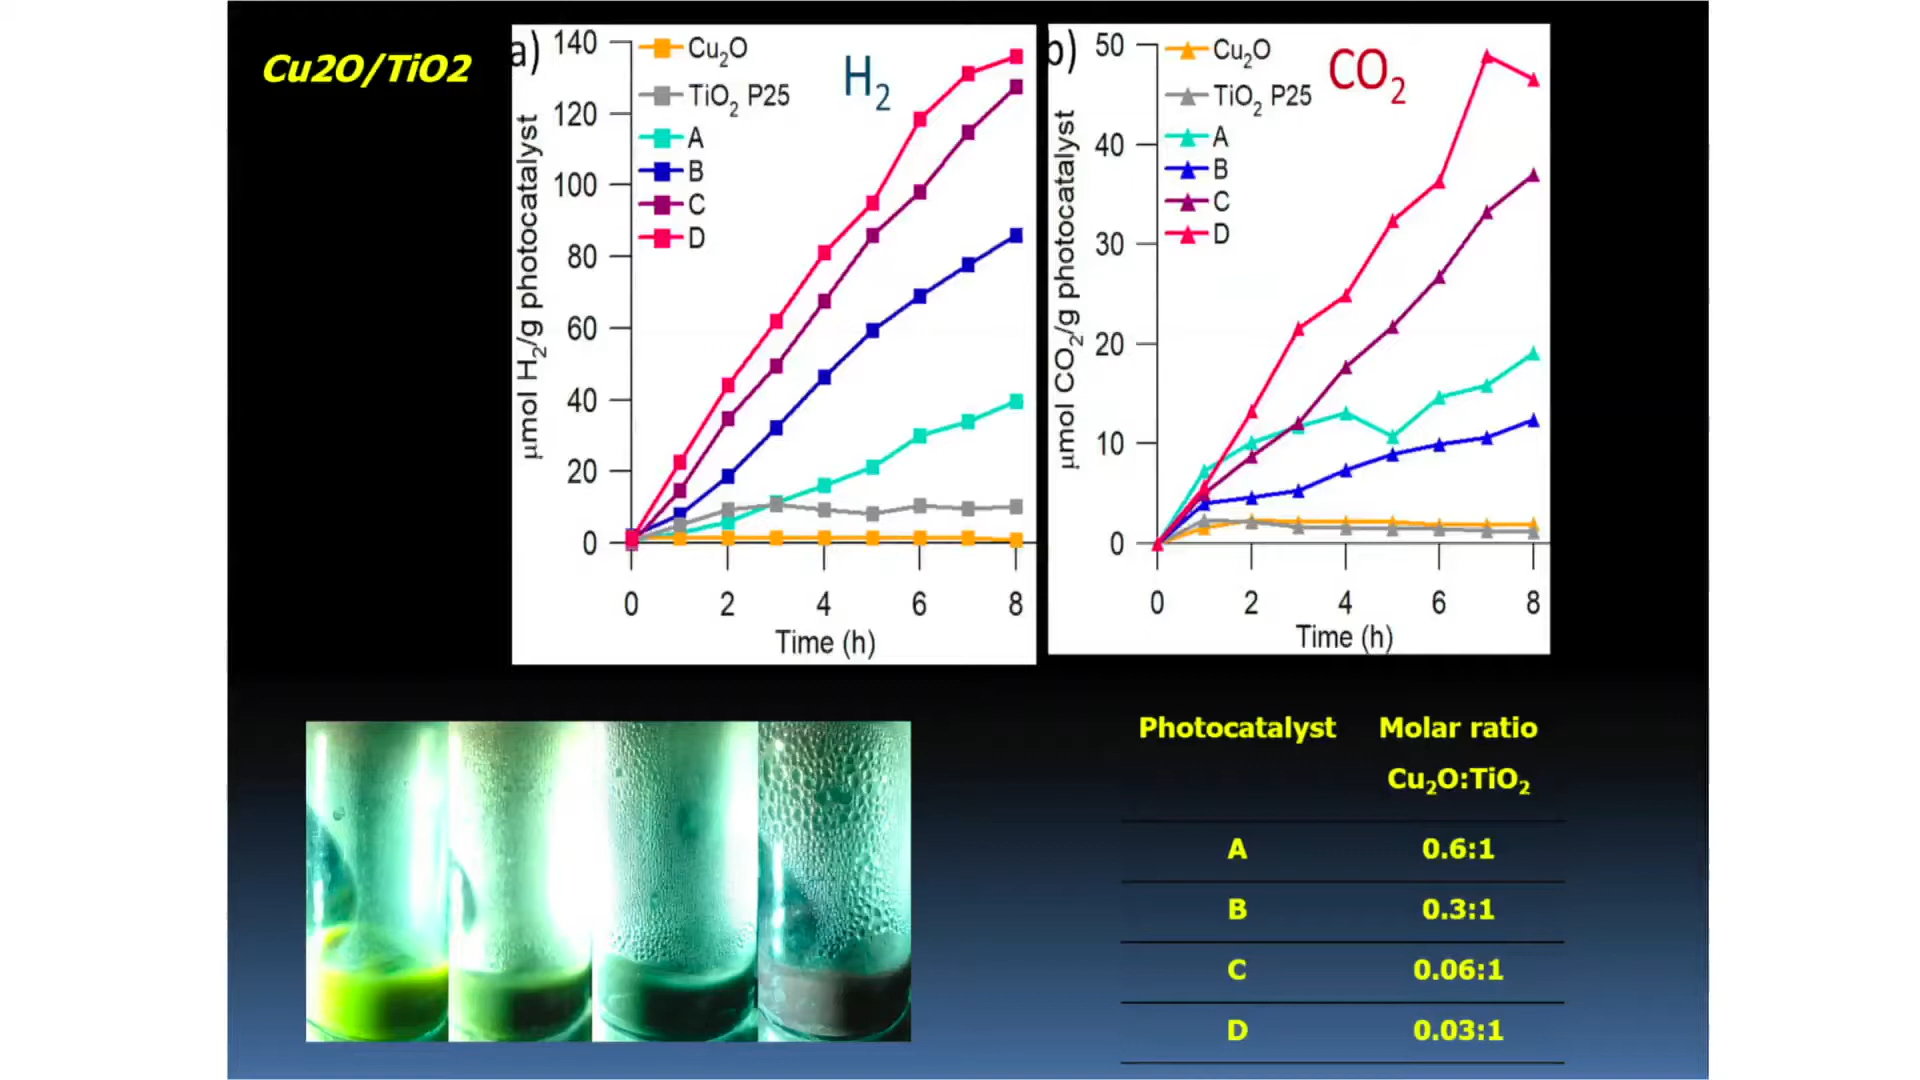 Cu2O/TiO2
a)
H₂
Cu₂O
TiO₂ P25
A
B
C
D
µmol H₂/g photocatalyst
140
120
100
80
60
40
20
0
0 2 4 6 8
Time (h)
b)
CO₂
Cu₂O
TiO₂ P25
A
B
C
D
µmol CO₂/g photocatalyst
50
40
30
20
10
0
0 2 4 6 8
Time (h)
Photocatalyst Molar ratio
Cu₂O:TiO₂
A 0.6:1
B 0.3:1
C 0.06:1
D 0.03:1